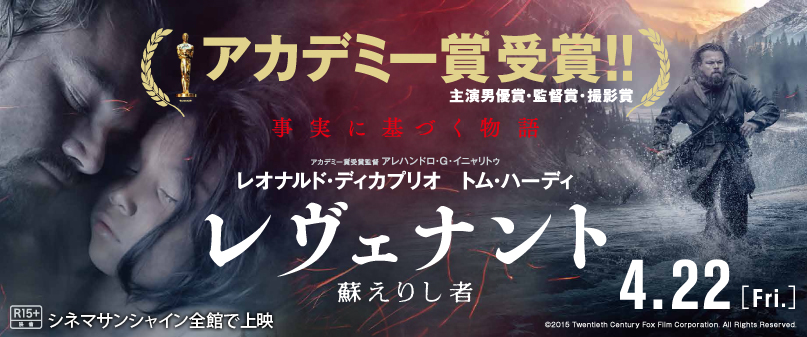 アカデミー賞®受賞!!
主演男優賞・監督賞・撮影賞
事実に基づく物語
アカデミー賞受賞監督 アレハンドロ・G・イニャリトゥ
レオナルド・ディカプリオ　トム・ハーディ
レヴェナント
蘇えりし者
4.22 [Fri.]
R15+
シネマサンシャイン全館で上映
©2015 Twentieth Century Fox Film Corporation. All Rights Reserved.